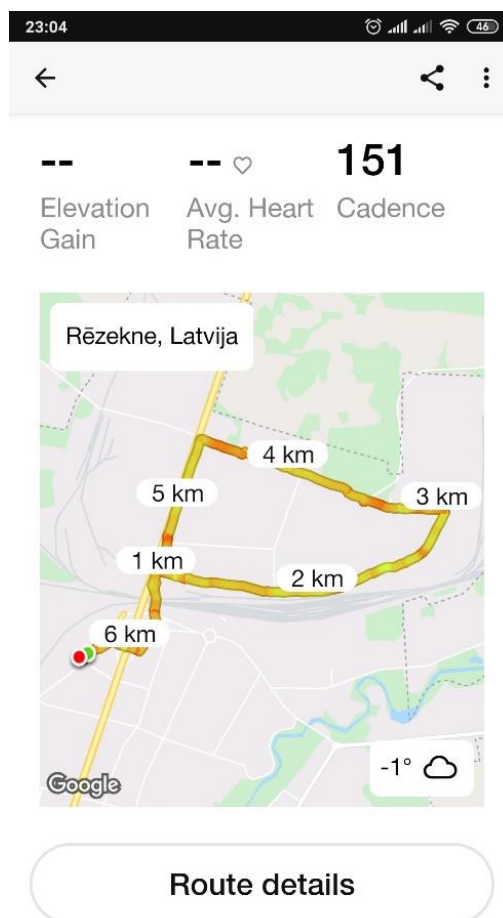 23:04
46
-- -- 151
Elevation Gain
Avg. Heart Rate
Cadence
Rēzekne, Latvija
4 km
5 km
3 km
1 km
2 km
6 km
-1°
Google
Route details